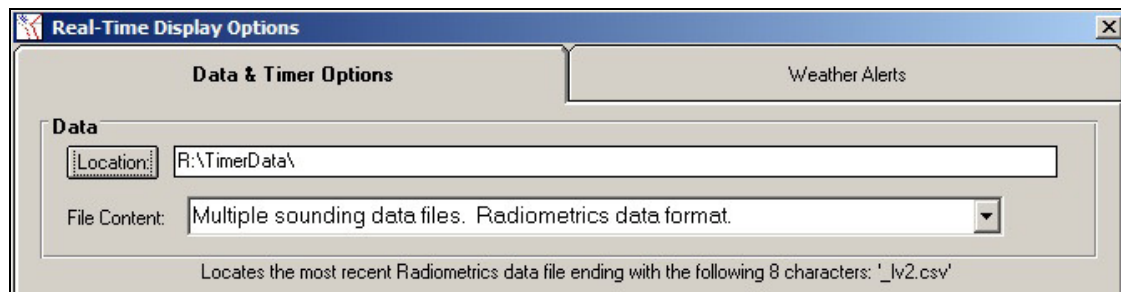 Real-Time Display Options
Data & Timer Options
Weather Alerts
Data
Location: R:\TimerData\
File Content: Multiple sounding data files. Radiometrics data format.
Locates the most recent Radiometrics data file ending with the following 8 characters: '_lv2.csv'